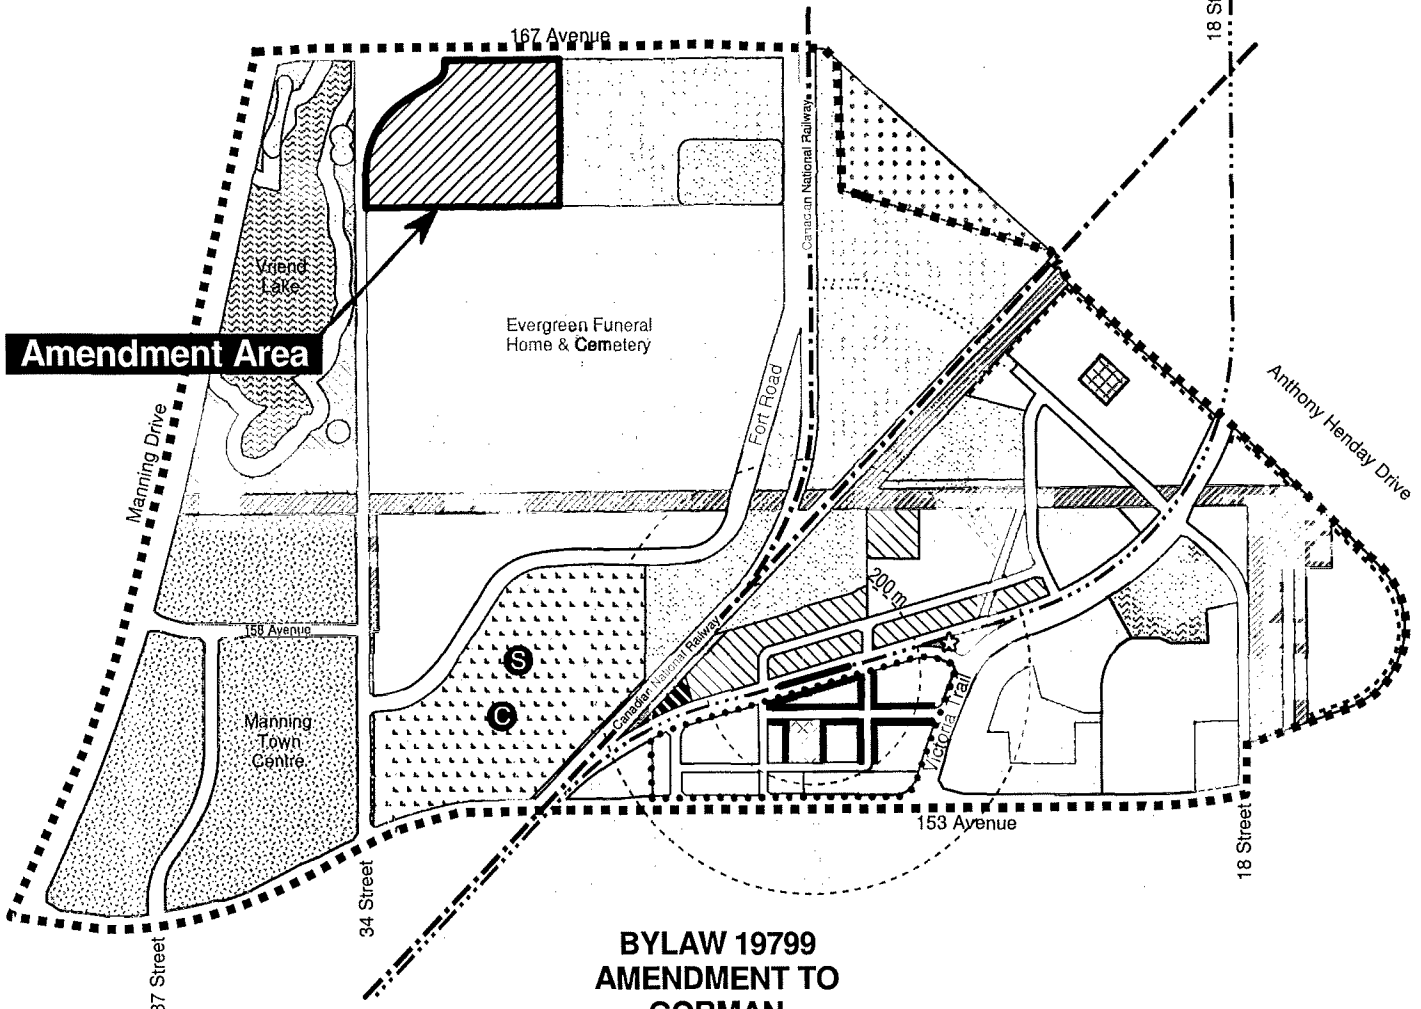 167 Avenue
18 St
Canadian National Railway
Vriend
Lake
Evergreen Funeral
Home & Cemetery
Amendment Area
Fort Road
Anthony Henday Drive
Manning Drive
200 m
158 Avenue
S
C
Canadian National Railway
Manning
Town
Centre
Victoria Trail
153 Avenue
18 Street
34 Street
37 Street
BYLAW 19799
AMENDMENT TO
GORMAN